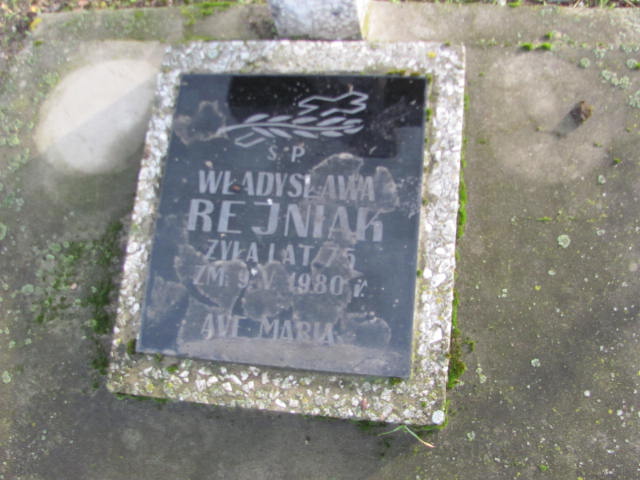 Ś. P.
WŁADYSŁAWA
REJNIAK
ŻYŁA LAT 75
ZM. 9.V.1980 r.
AVE MARIA